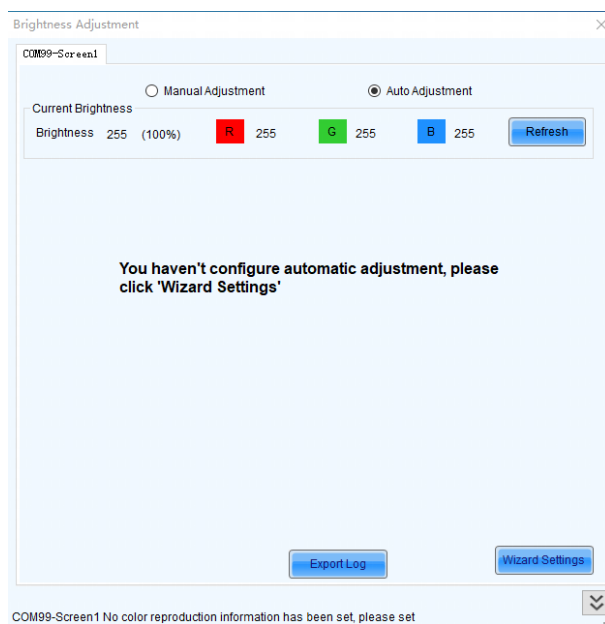 Brightness Adjustment
COM99-Screen1
Manual Adjustment Auto Adjustment
Current Brightness
Brightness 255 (100%) R 255 G 255 B 255 Refresh
You haven't configure automatic adjustment, please
click 'Wizard Settings'
Export Log Wizard Settings
COM99-Screen1 No color reproduction information has been set, please set